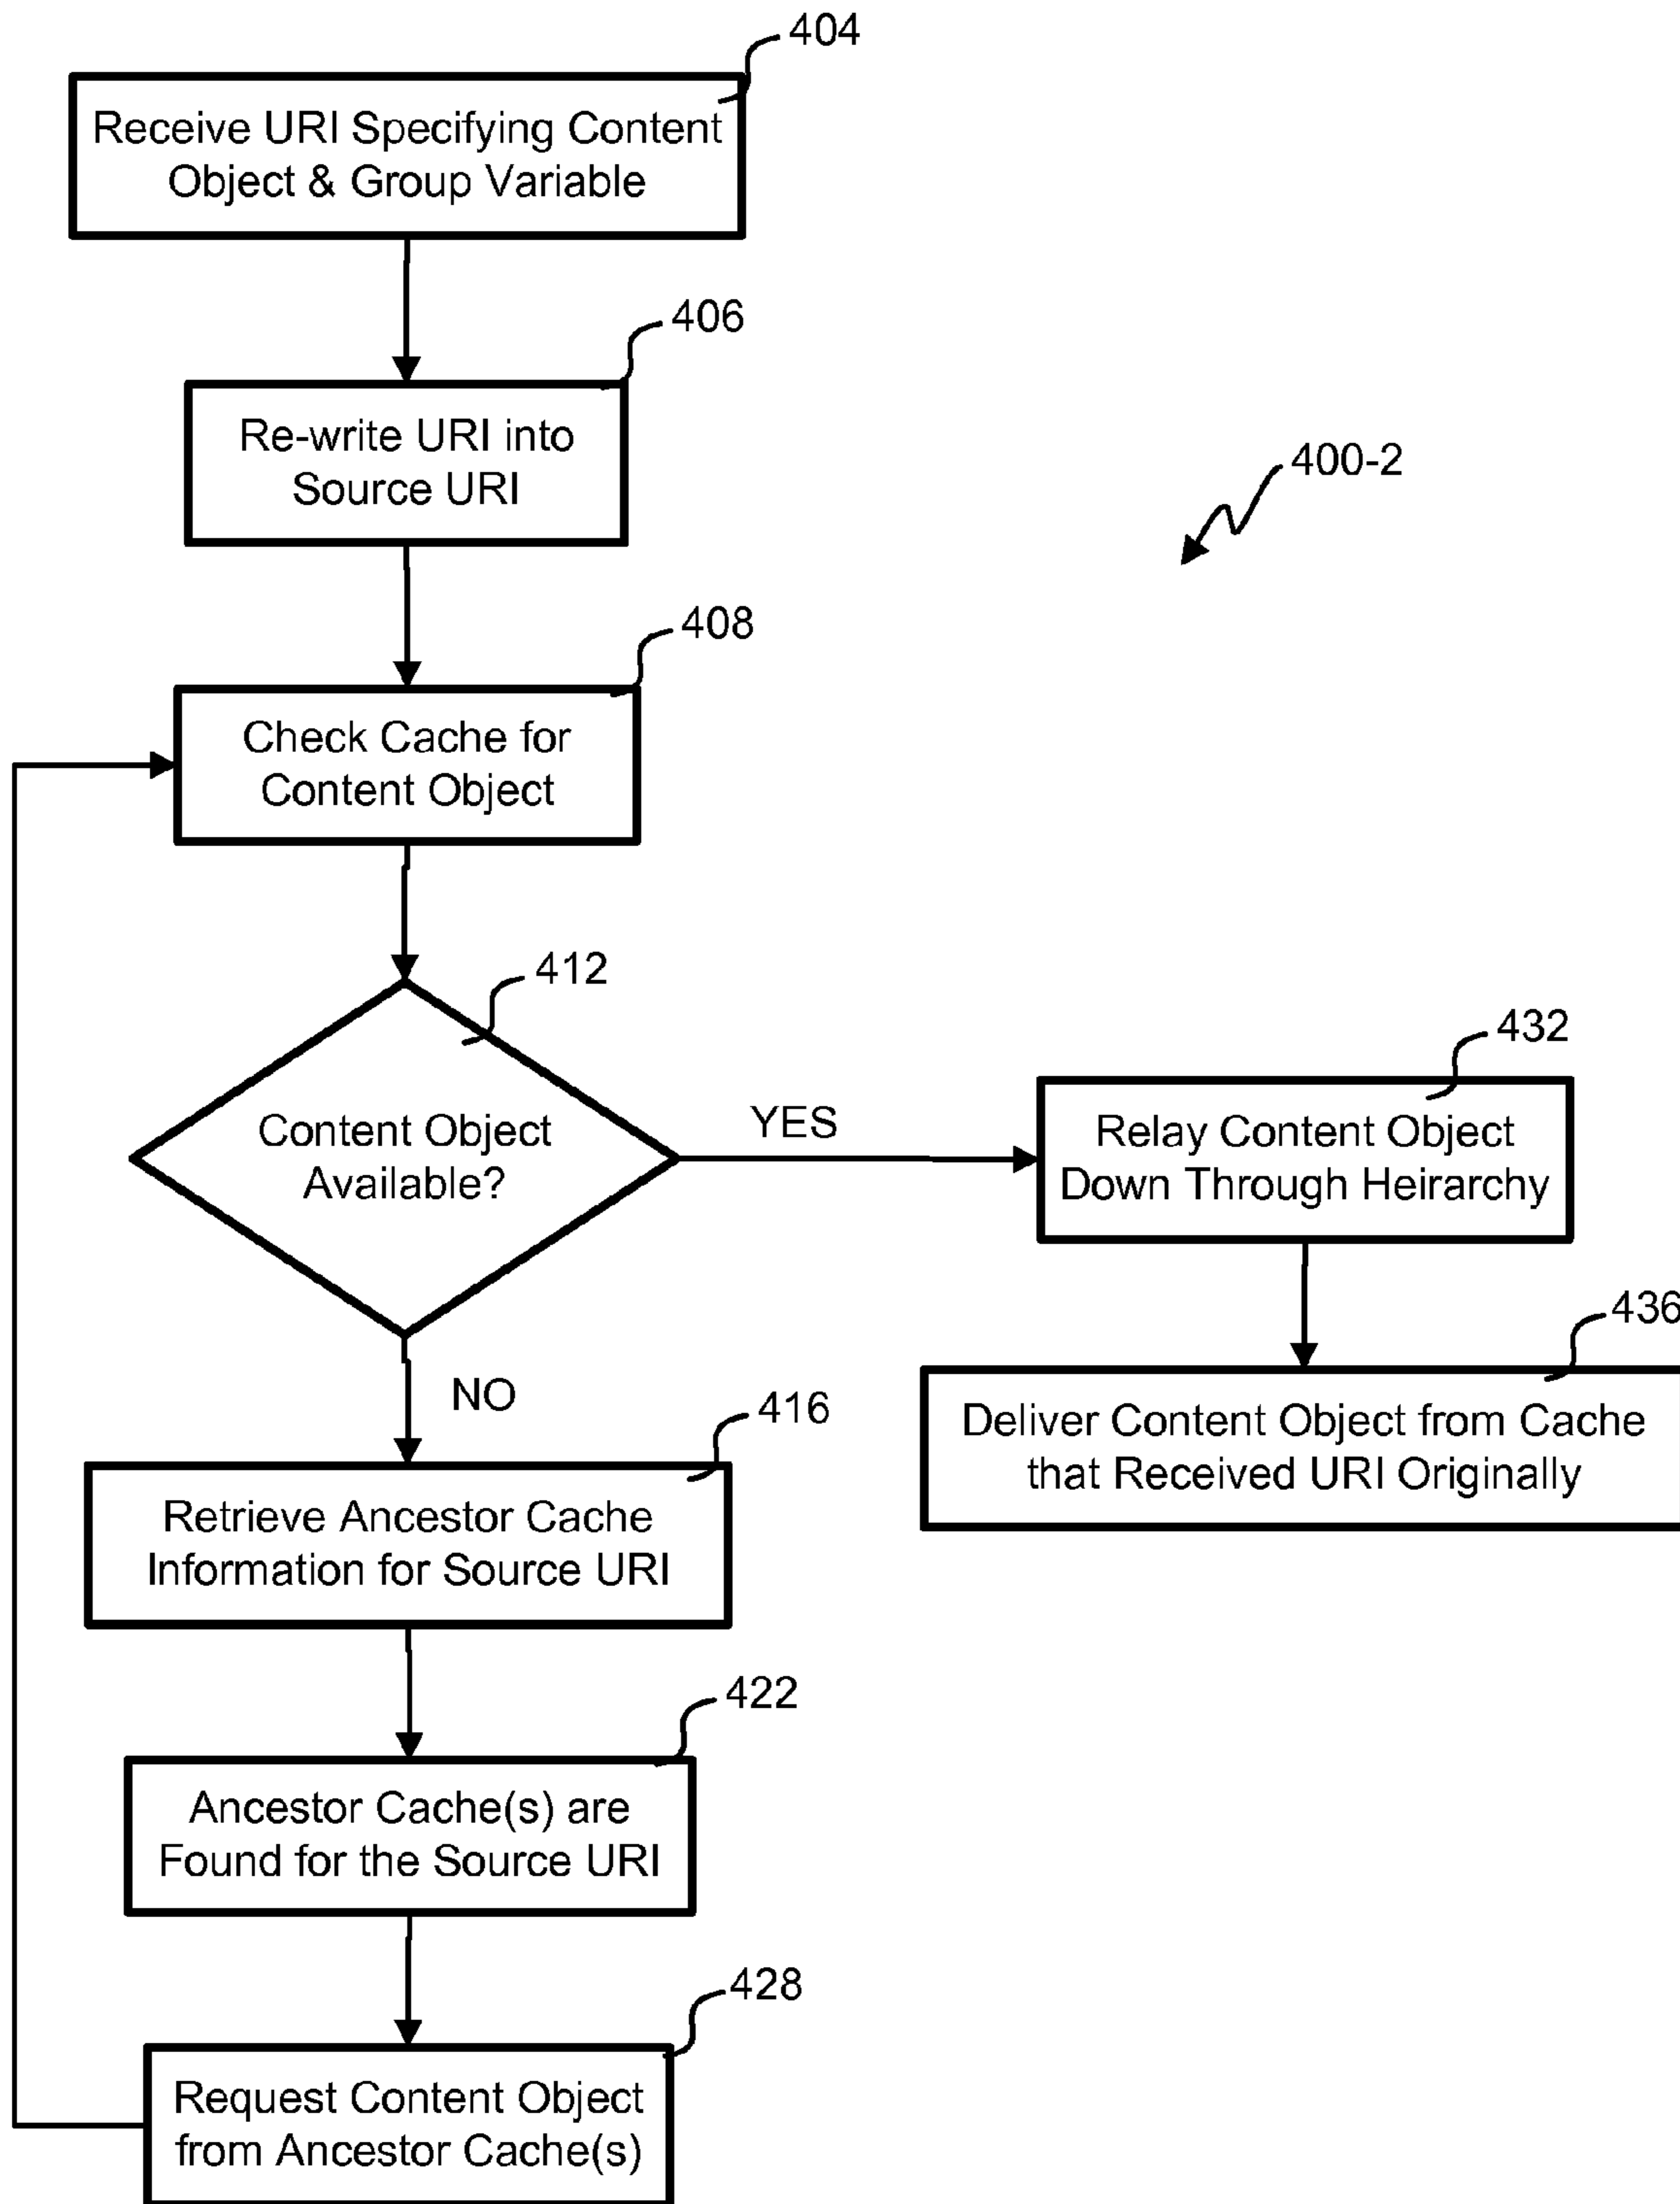 404
Receive URI Specifying Content
Object & Group Variable
406
Re-write URI into
Source URI
400-2
408
Check Cache for
Content Object
412
Content Object
Available?
YES
432
Relay Content Object
Down Through Heirarchy
436
Deliver Content Object from Cache
that Received URI Originally
NO
416
Retrieve Ancestor Cache
Information for Source URI
422
Ancestor Cache(s) are
Found for the Source URI
428
Request Content Object
from Ancestor Cache(s)